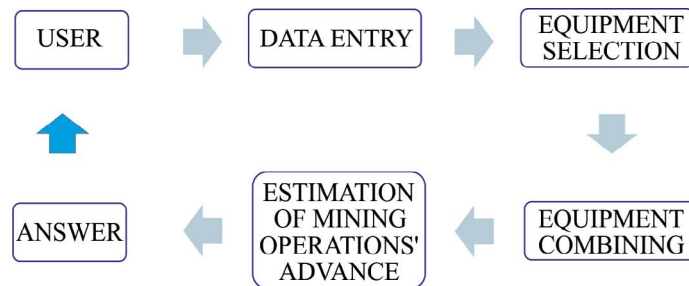 USER
DATA ENTRY
EQUIPMENT
SELECTION
EQUIPMENT
COMBINING
ESTIMATION
OF MINING
OPERATIONS'
ADVANCE
ANSWER